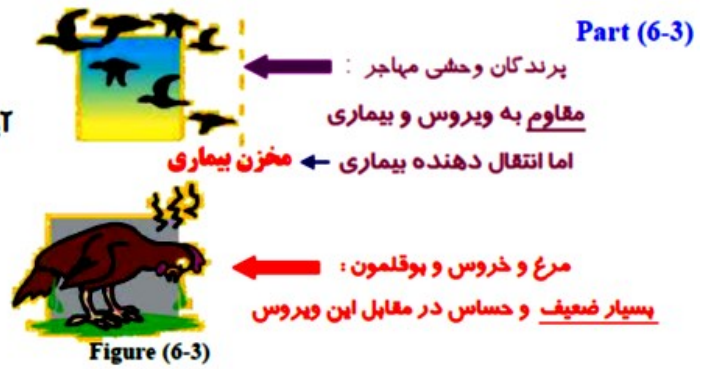 Part (6-3)
پرندگان وحشی مهاجر :
مقاوم به ویروس و بیماری
اما انتقال دهنده بیماری ← مخزن بیماری
مرغ و خروس و بوقلمون :
بسیار ضعیف و حساس در مقابل این ویروس
Figure (6-3)